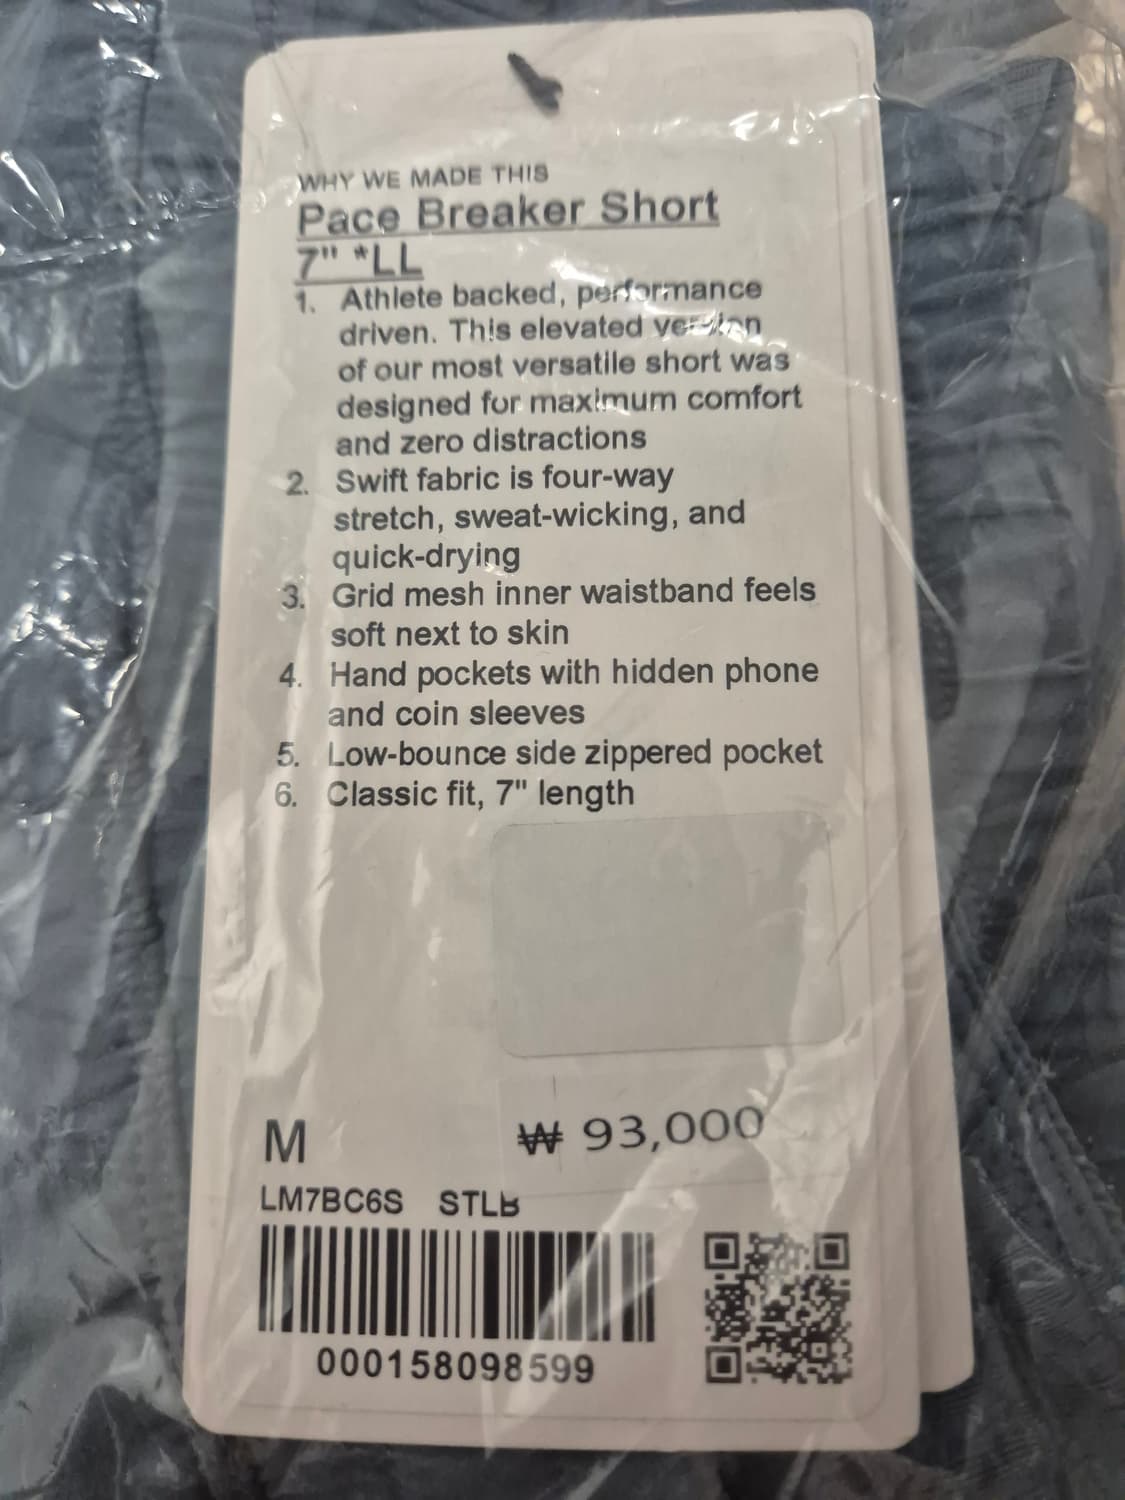 WHY WE MADE THIS
Pace Breaker Short
7" *LL
1. Athlete backed, performance
driven. This elevated version
of our most versatile short was
designed for maximum comfort
and zero distractions
2. Swift fabric is four-way
stretch, sweat-wicking, and
quick-drying
3. Grid mesh inner waistband feels
soft next to skin
4. Hand pockets with hidden phone
and coin sleeves
5. Low-bounce side zippered pocket
6. Classic fit, 7" length
M ₩ 93,000
LM7BC6S STLB
000158098599